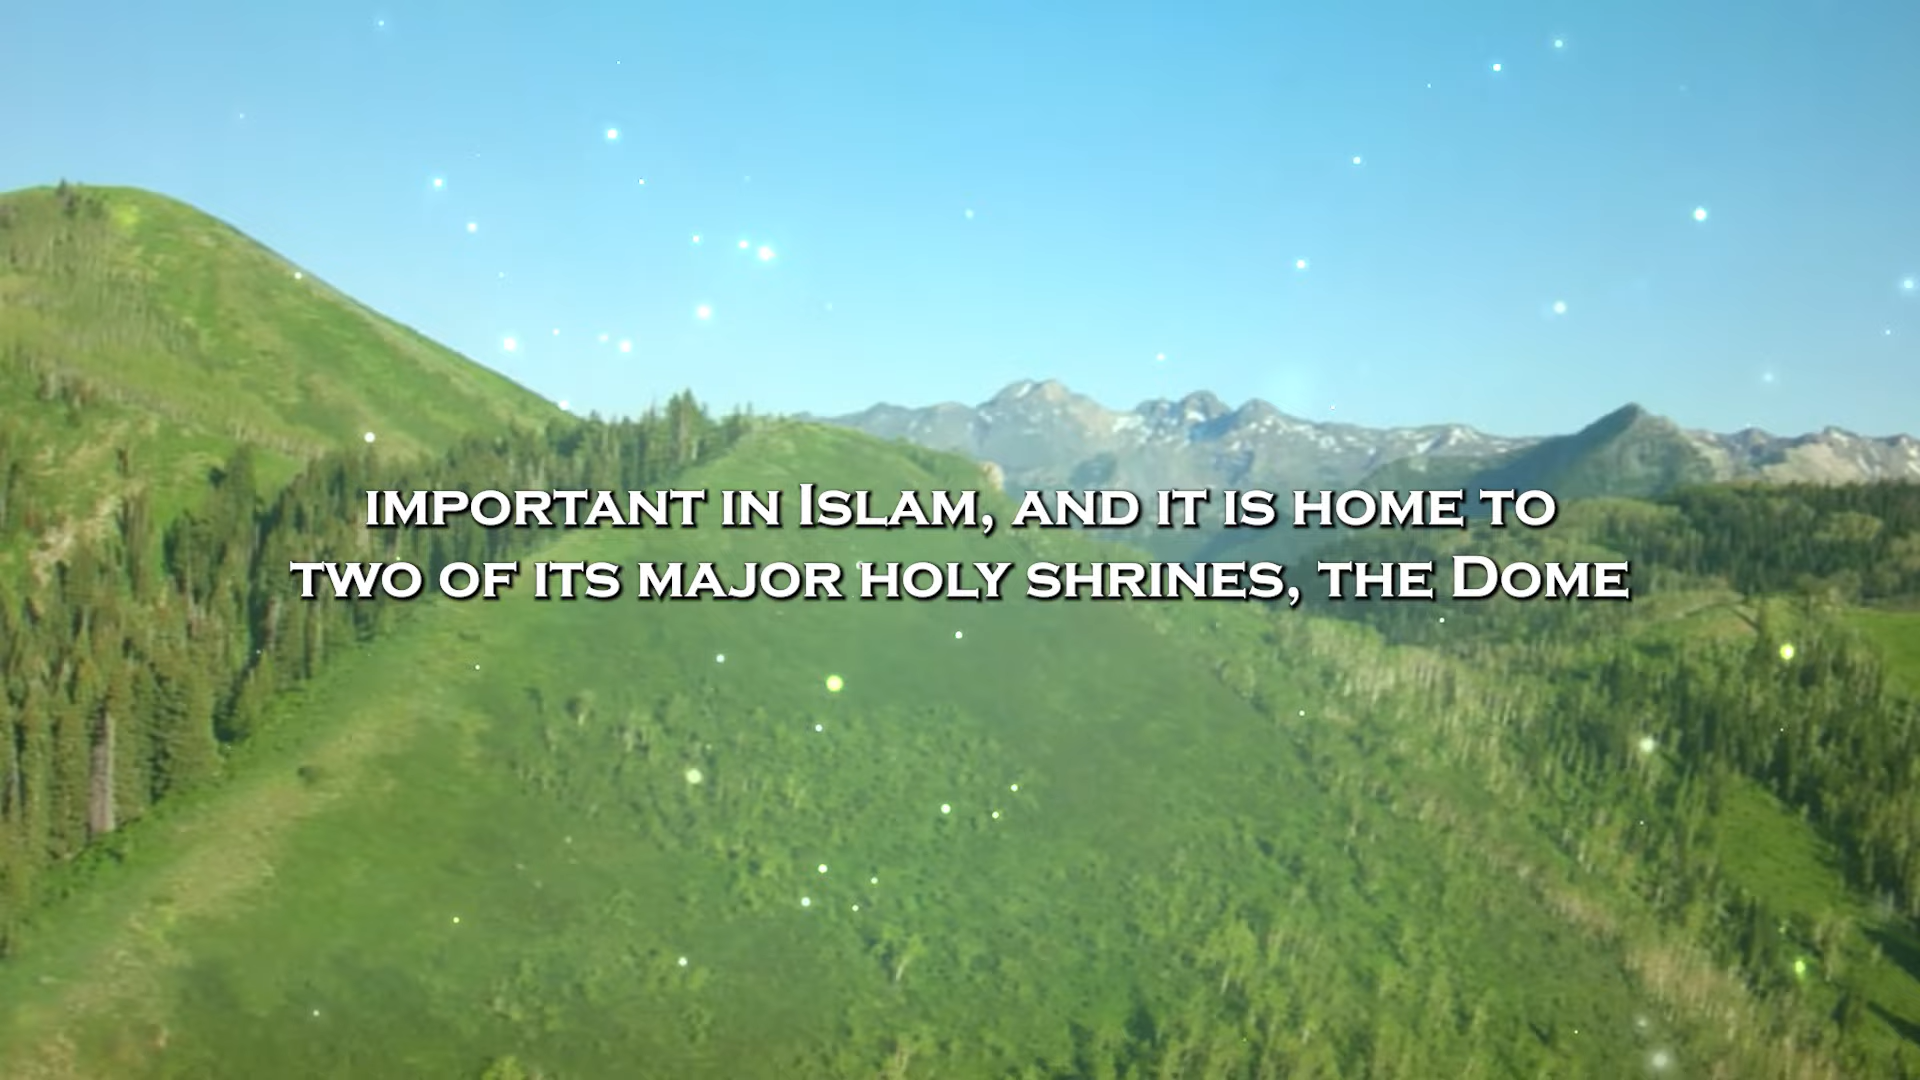 important in Islam, and it is home to
two of its major holy shrines, the Dome